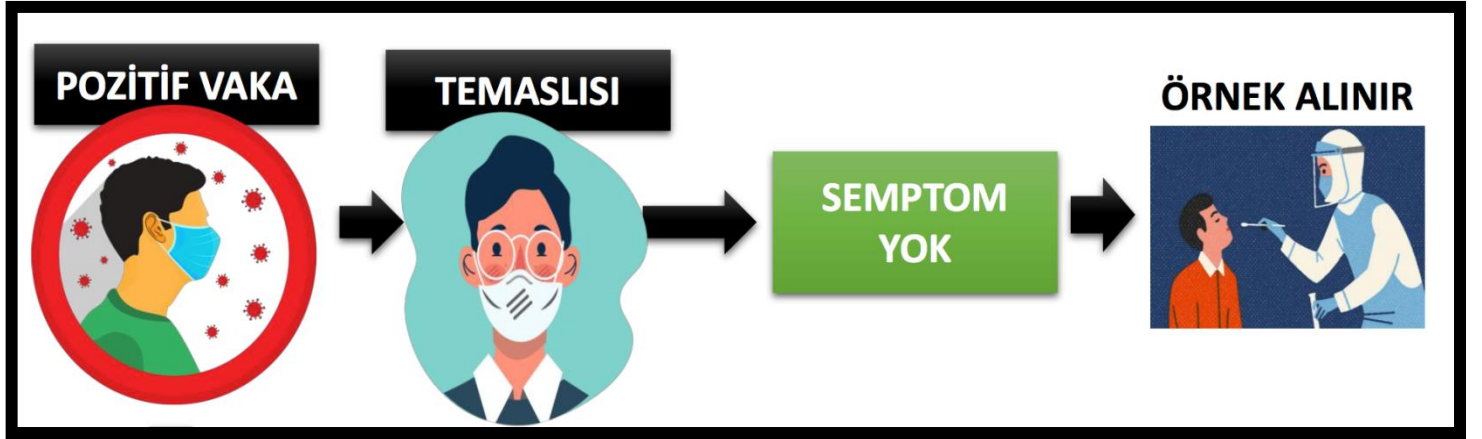 POZİTİF VAKA
TEMASLISI
SEMPTOM
YOK
ÖRNEK ALINIR